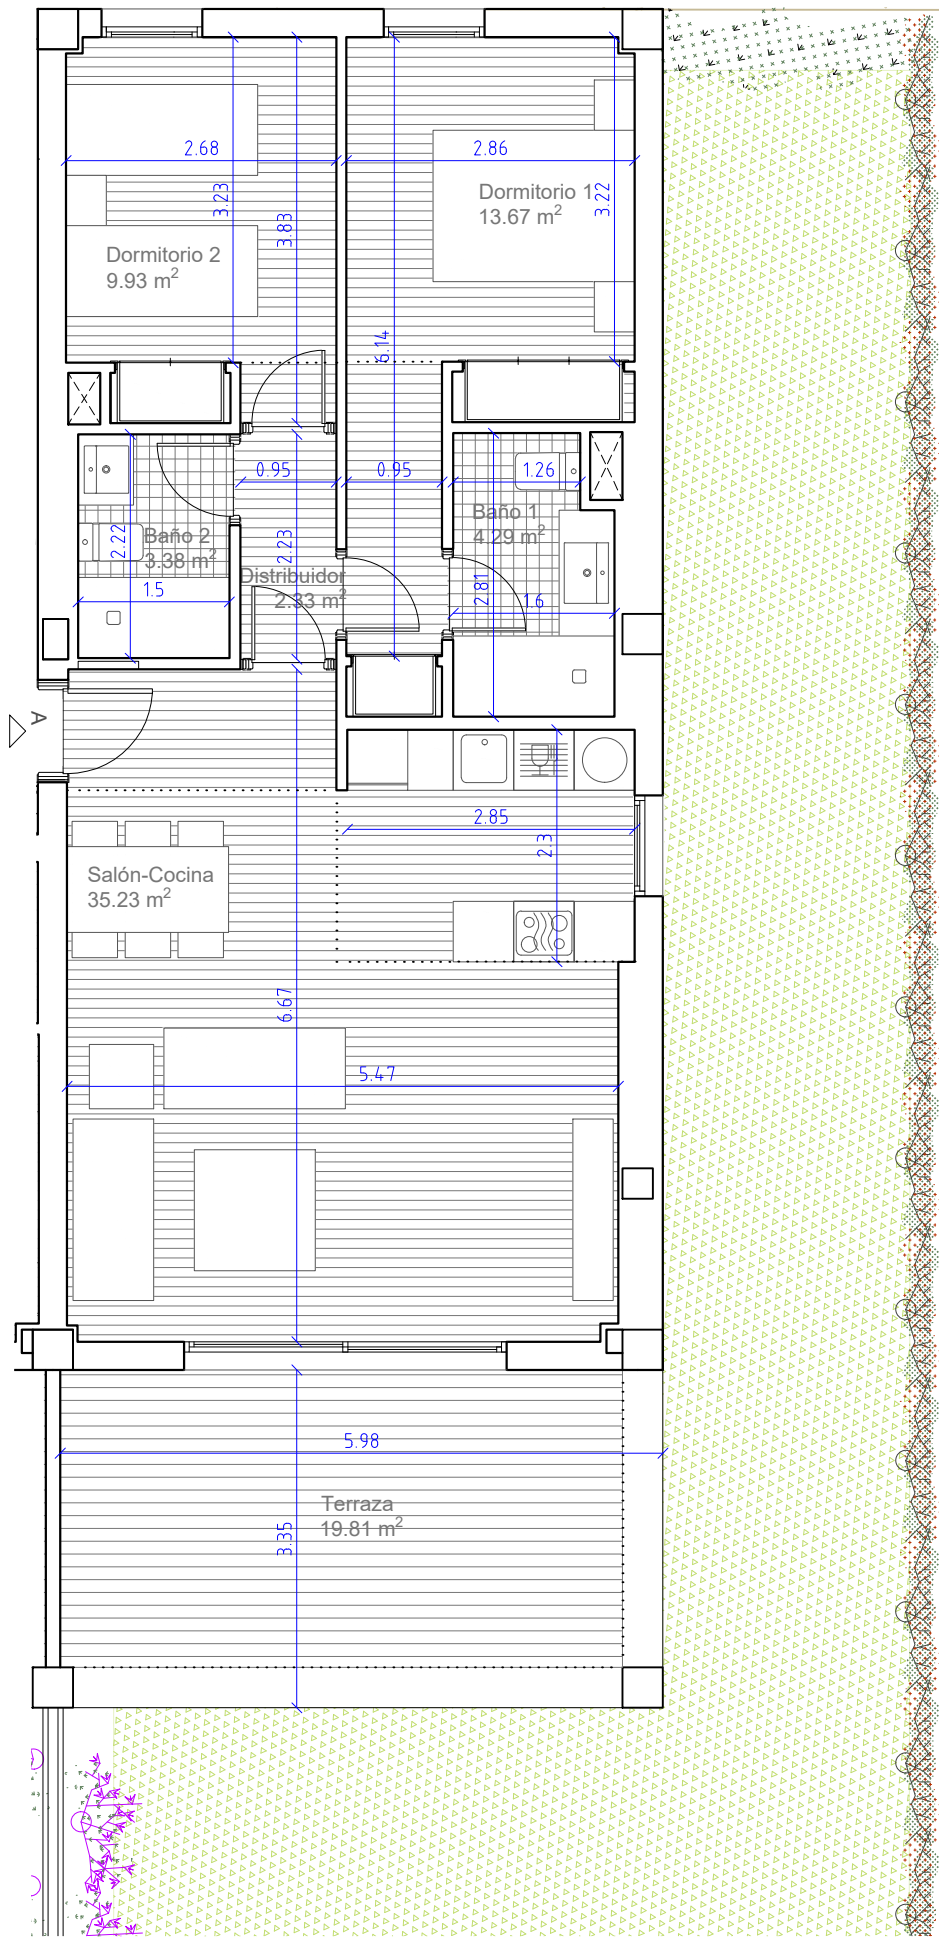 2.68
2.86
3.23
3.83
3.22
Dormitorio 1
13.67 m²
Dormitorio 2
9.93 m²
6.14
0.95
0.95
1.26
Baño 2
3.38 m²
2.22
2.23
Baño 1
4.29 m²
Distribuidor
2.33 m²
1.5
2.81
1.6
A
2.85
2.3
Salón-Cocina
35.23 m²
6.67
5.47
5.98
Terraza
19.81 m²
3.35